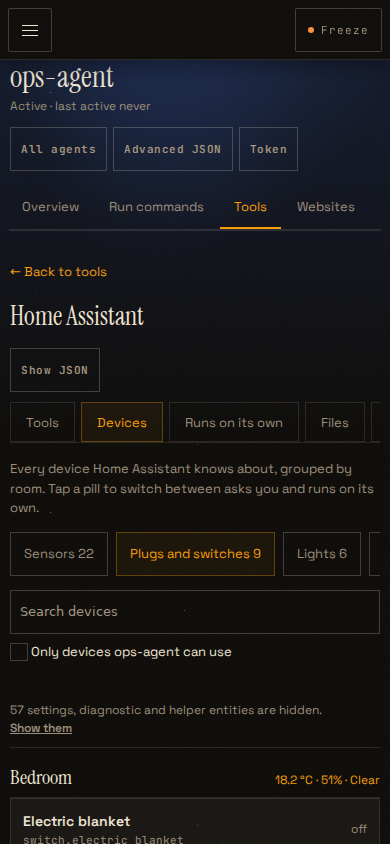 Freeze
ops-agent
Active · last active never
All agents
Advanced JSON
Token
Overview
Run commands
Tools
Websites
← Back to tools
Home Assistant
Show JSON
Tools
Devices
Runs on its own
Files
Every device Home Assistant knows about, grouped by
room. Tap a pill to switch between asks you and runs on its
own.
Sensors 22
Plugs and switches 9
Lights 6
Search devices
Only devices ops-agent can use
57 settings, diagnostic and helper entities are hidden.
Show them
Bedroom
18.2 °C · 51% · Clear
Electric blanket
off
switch.electric_blanket